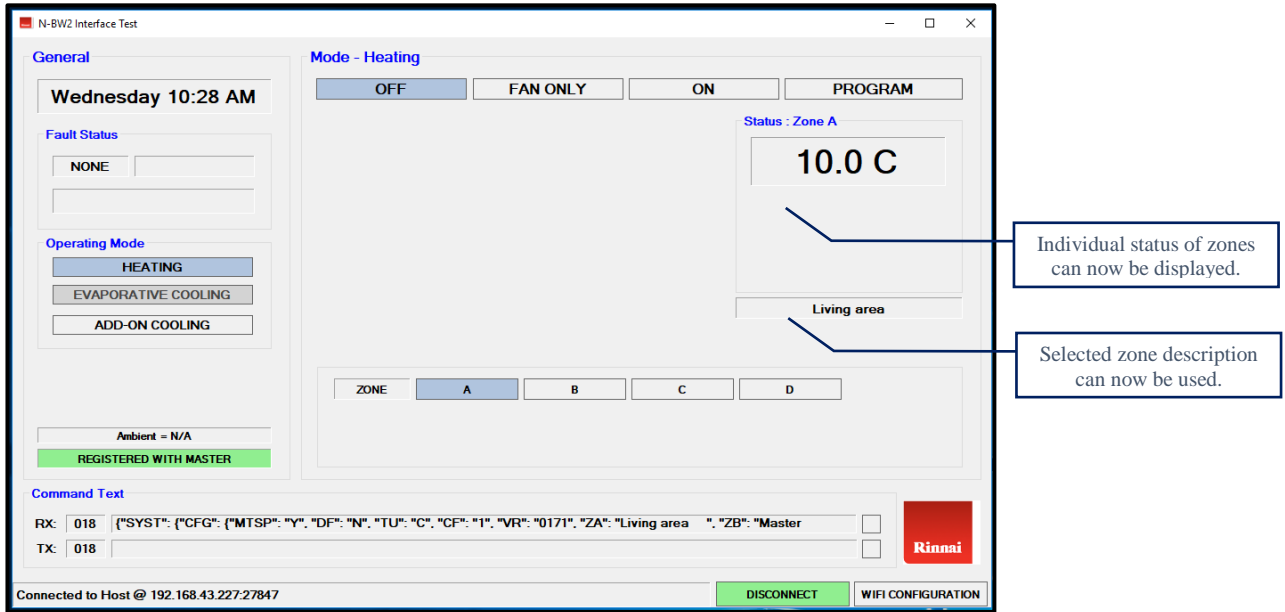 N-BW2 Interface Test
General
Wednesday 10:28 AM
Fault Status
NONE
Operating Mode
HEATING
EVAPORATIVE COOLING
ADD-ON COOLING
Ambient = N/A
REGISTERED WITH MASTER
Mode - Heating
OFF FAN ONLY ON PROGRAM
Status : Zone A
10.0 C
Living area
ZONE A B C D
Individual status of zones
can now be displayed.
Selected zone description
can now be used.
Command Text
RX: 018 {"SYST": {"CFG": {"MTSP": "Y", "DF": "N", "TU": "C", "CF": "1", "VR": "0171", "ZA": "Living area     ", "ZB": "Master
TX: 018
Rinnai
Connected to Host @ 192.168.43.227:27847 DISCONNECT WIFI CONFIGURATION